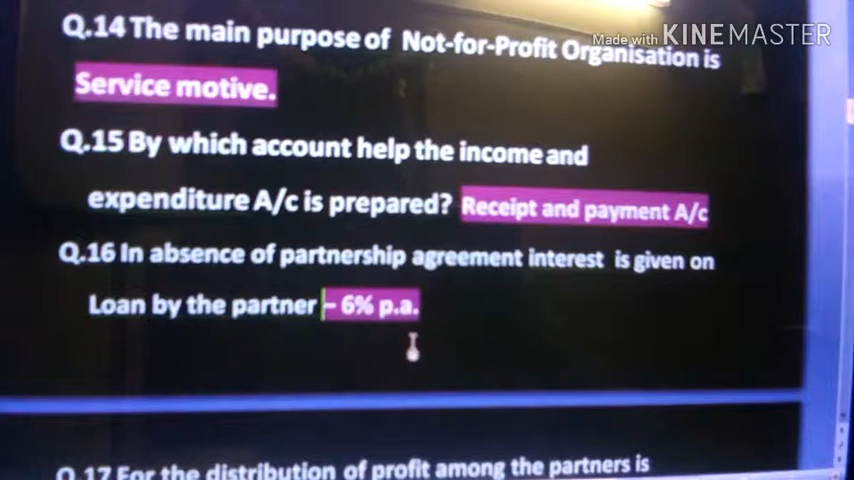 Made with KINEMASTER
Q.14 The main purpose of Not-for-Profit Organisation is
Service motive.
Q.15 By which account help the income and
expenditure A/c is prepared? Receipt and payment A/c
Q.16 In absence of partnership agreement interest is given on
Loan by the partner – 6% p.a.
Q.17 For the distribution of profit among the partners is